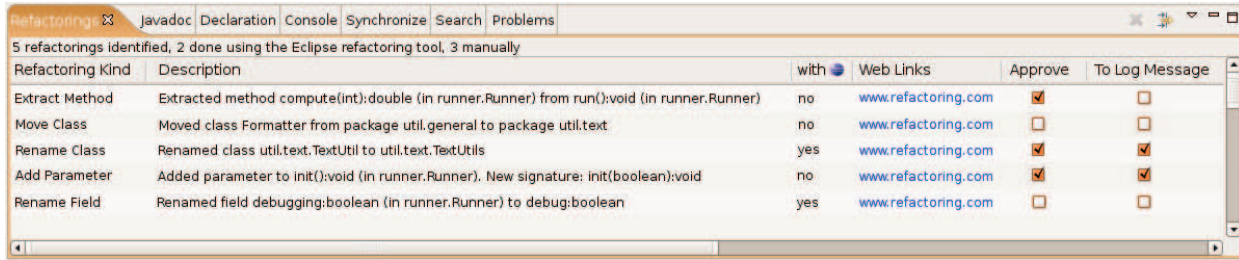 Refactorings Javadoc Declaration Console Synchronize Search Problems
5 refactorings identified, 2 done using the Eclipse refactoring tool, 3 manually
Refactoring Kind Description with Web Links Approve To Log Message
Extract Method Extracted method compute(int):double (in runner.Runner) from run():void (in runner.Runner) no www.refactoring.com
Move Class Moved class Formatter from package util.general to package util.text no www.refactoring.com
Rename Class Renamed class util.text.TextUtil to util.text.TextUtils yes www.refactoring.com
Add Parameter Added parameter to init():void (in runner.Runner). New signature: init(boolean):void no www.refactoring.com
Rename Field Renamed field debugging:boolean (in runner.Runner) to debug:boolean yes www.refactoring.com